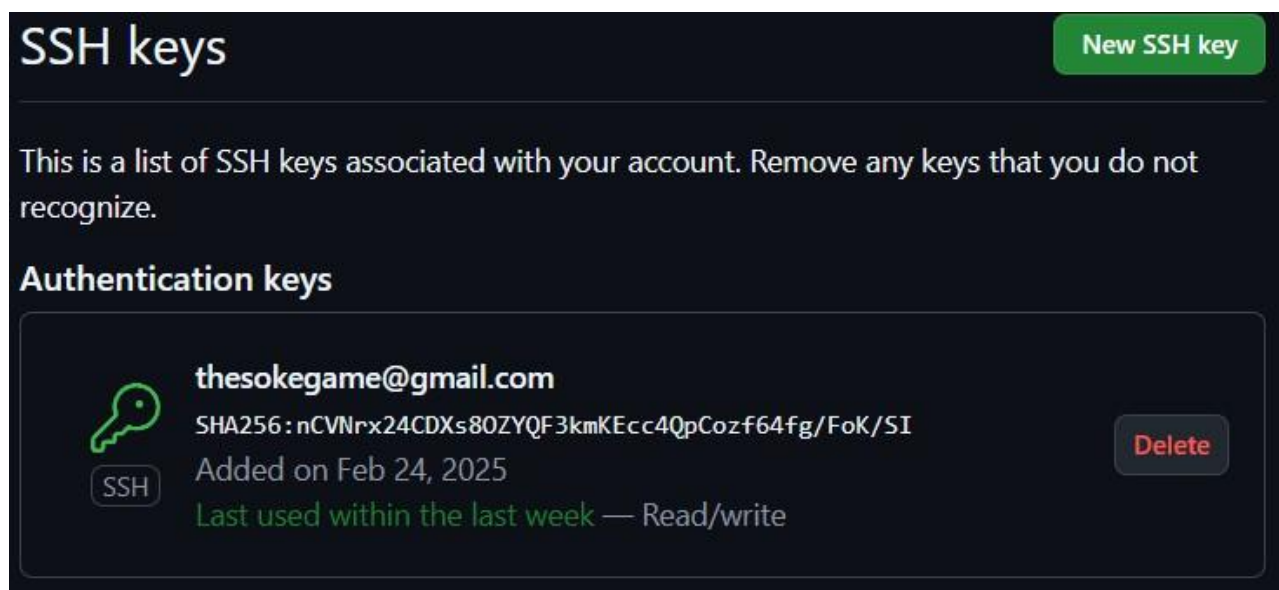 SSH keys
New SSH key
This is a list of SSH keys associated with your account. Remove any keys that you do not
recognize.
Authentication keys
thesokegame@gmail.com
SHA256:nCVNrx24CDXs8OZYQF3kmKEcc4QpCozf64fg/FoK/SI
Added on Feb 24, 2025
Last used within the last week — Read/write
SSH
Delete